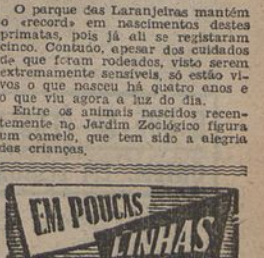 O parque das Laranjeiras mantém
o «record» em nascimentos destes
primatas, pois já ali se registaram
cinco. Contudo, apesar dos cuidados
de que foram rodeados, visto serem
extremamente sensíveis, só estão vi-
vos o que nasceu há quatro anos e
o que viu agora a luz do dia.
Entre os animais nascidos recen-
temente no Jardim Zoológico figura
um camelo, que tem sido a alegria
das crianças.
EM POUCAS
LINHAS